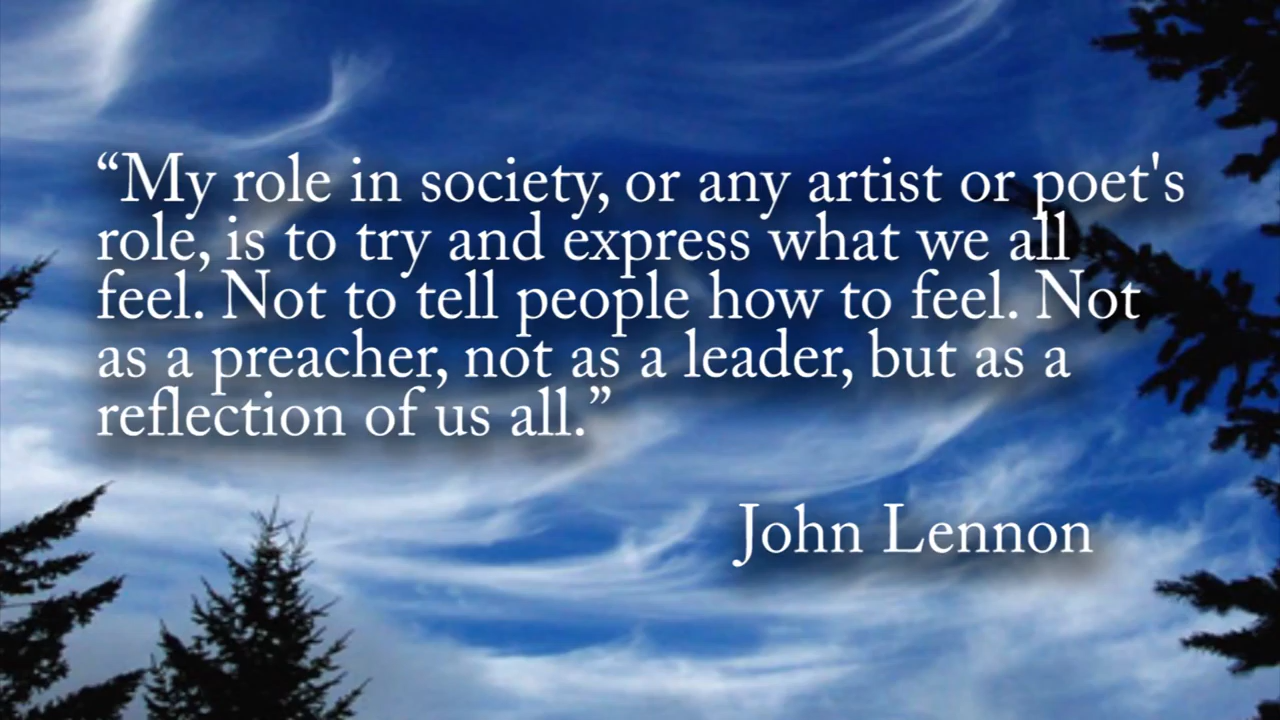 “My role in society, or any artist or poet's
role, is to try and express what we all
feel. Not to tell people how to feel. Not
as a preacher, not as a leader, but as a
reflection of us all.”
John Lennon